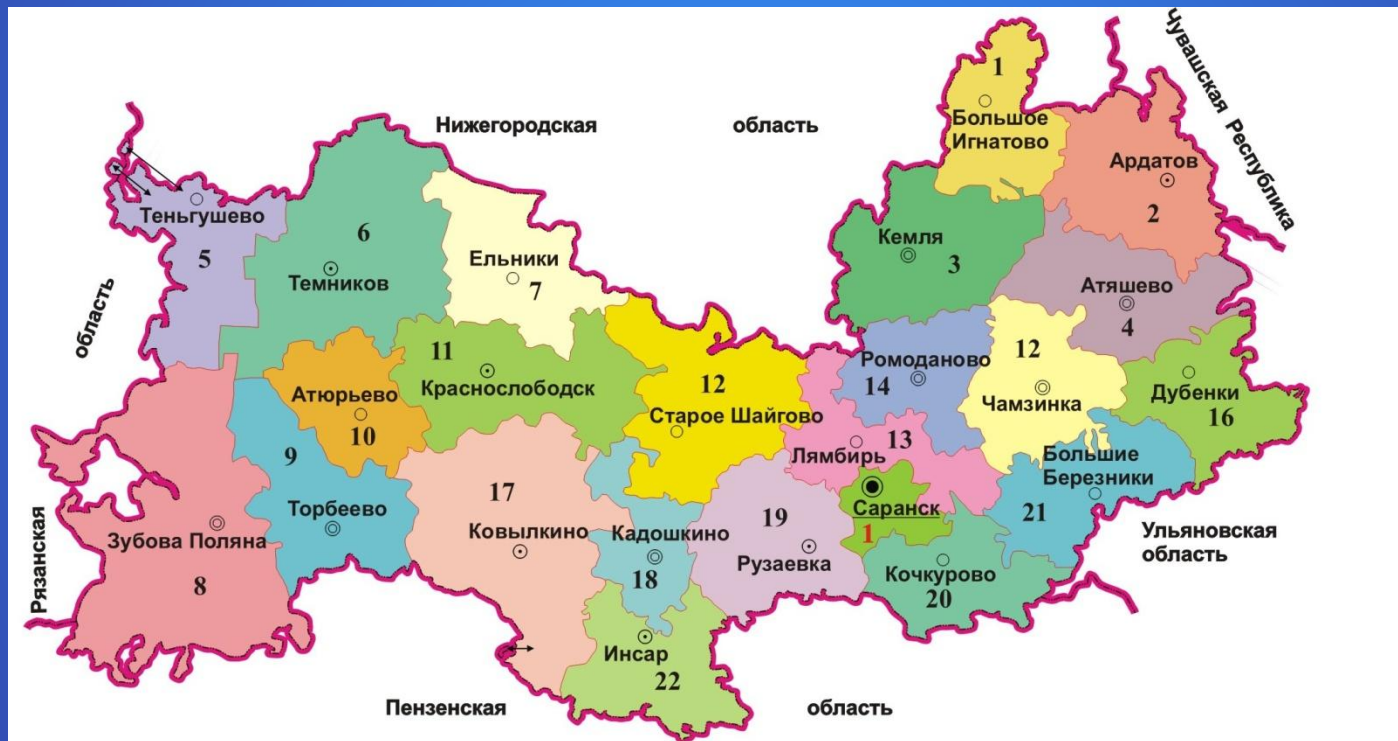 Чувашская Республика
1
Большое
Игнатово
Нижегородская область
Ардатов
2
Теньгушево
5
6
Темников
Ельники
7
Кемля
3
Атяшево
4
область
11
Краснослободск
Атюрьево
10
12
Старое Шайгово
Ромоданово
14
12
Чамзинка
Дубенки
16
9
13
Лямбирь
Большие
Березники
21
17
Ковылкино
Торбеево
Зубова Поляна
8
Рязанская
Кадошкино
18
19
Рузаевка
Саранск
1
Кочкурово
20
Ульяновская
область
Инсар
22
Пензенская область